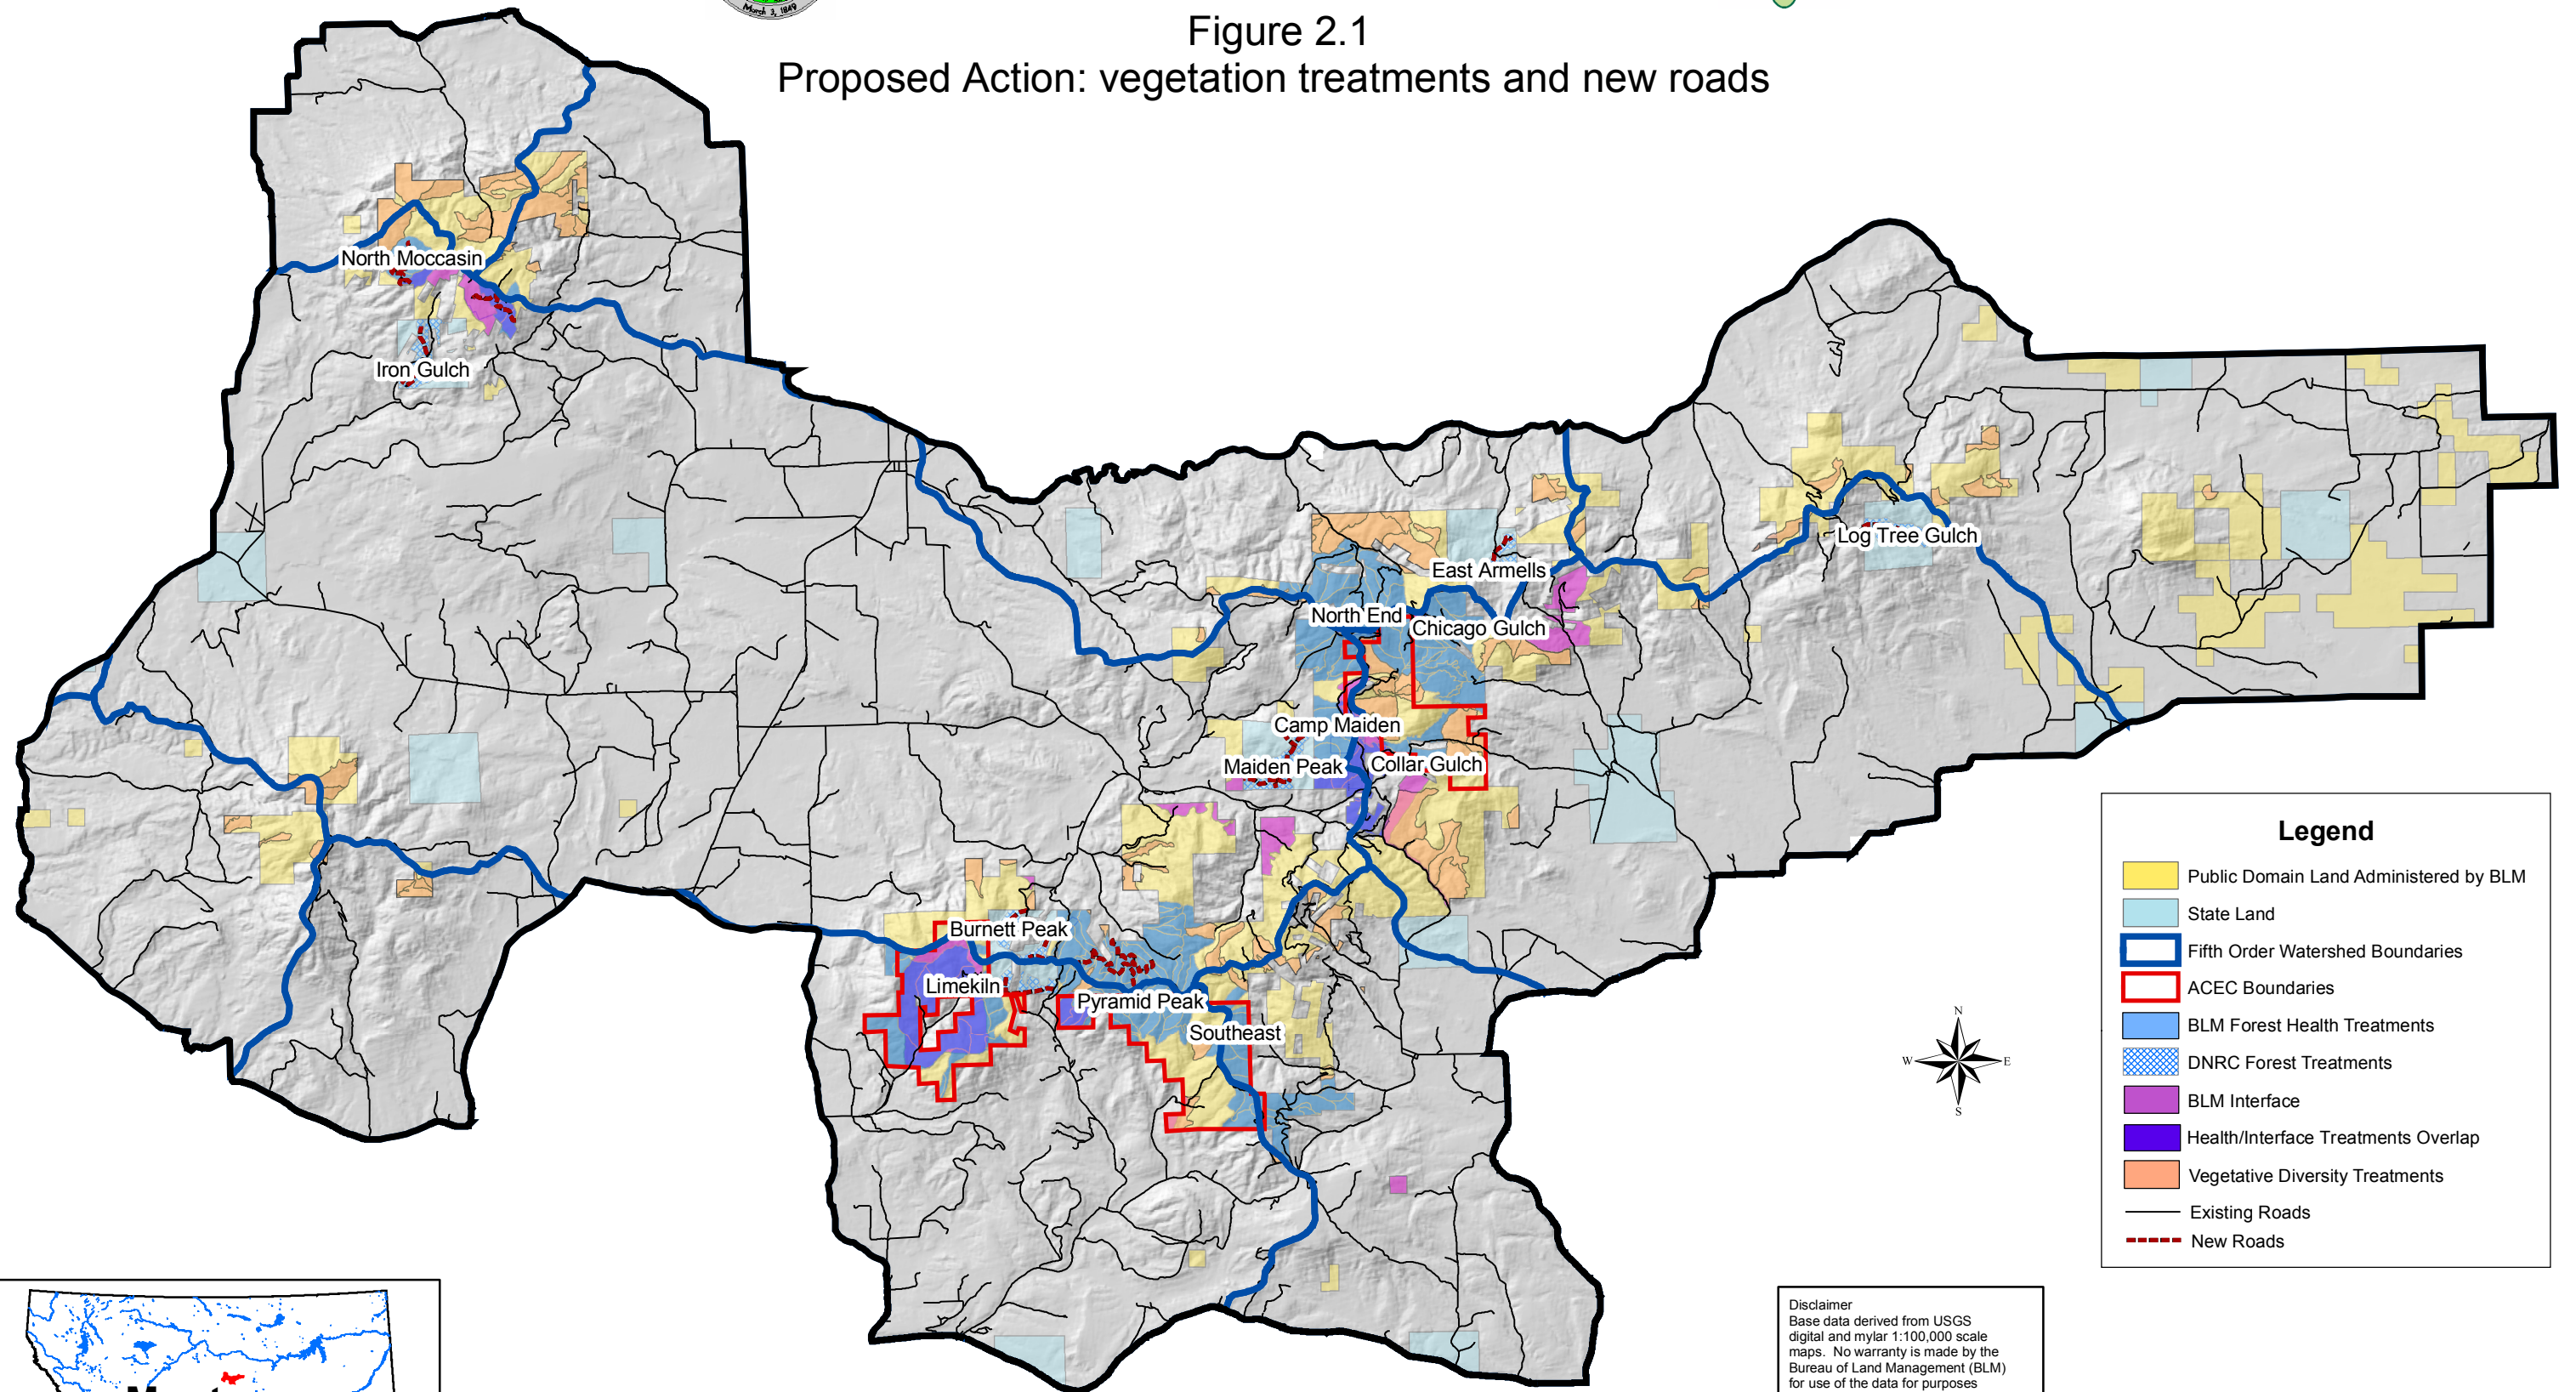 March 3, 1849
Figure 2.1
Proposed Action: vegetation treatments and new roads
North Moccasin
Iron Gulch
Log Tree Gulch
East Armells
North End
Chicago Gulch
Camp Maiden
Maiden Peak
Collar Gulch
Burnett Peak
Limekiln
Pyramid Peak
Southeast
Legend
Public Domain Land Administered by BLM
State Land
Fifth Order Watershed Boundaries
ACEC Boundaries
BLM Forest Health Treatments
DNRC Forest Treatments
BLM Interface
Health/Interface Treatments Overlap
Vegetative Diversity Treatments
Existing Roads
New Roads
N
W
E
S
Disclaimer
Base data derived from USGS
digital and mylar 1:100,000 scale
maps. No warranty is made by the
Bureau of Land Management (BLM)
for use of the data for purposes